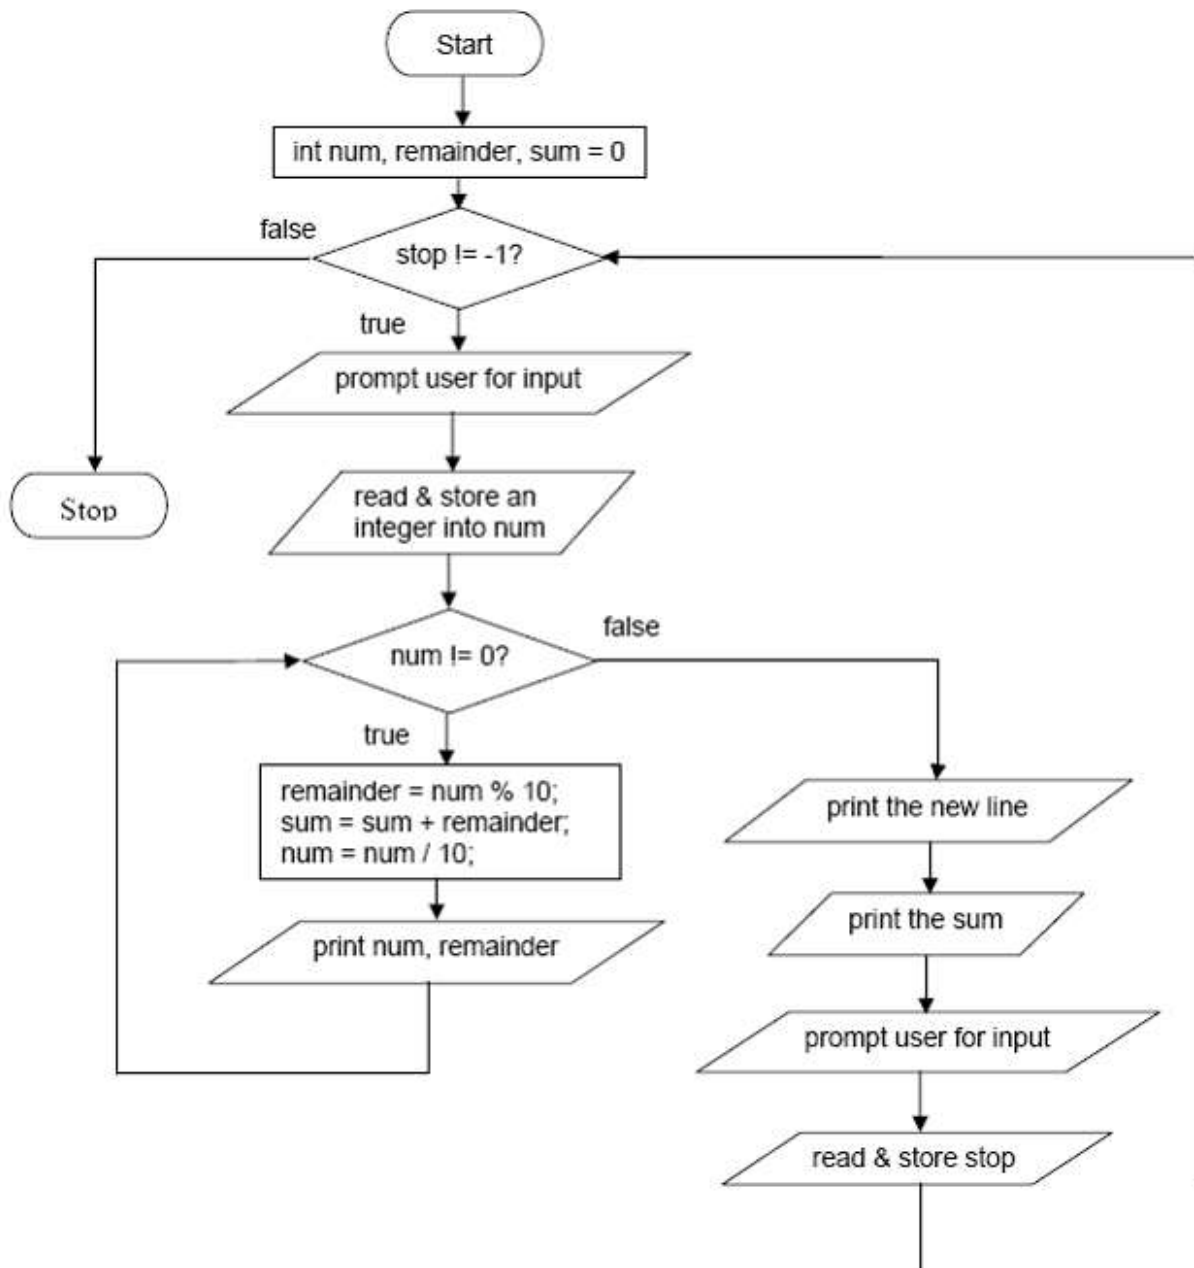 Start
int num, remainder, sum = 0
false
stop != -1?
true
prompt user for input
Stop
read & store an
integer into num
false
num != 0?
true
remainder = num % 10;
sum = sum + remainder;
num = num / 10;
print num, remainder
print the new line
print the sum
prompt user for input
read & store stop